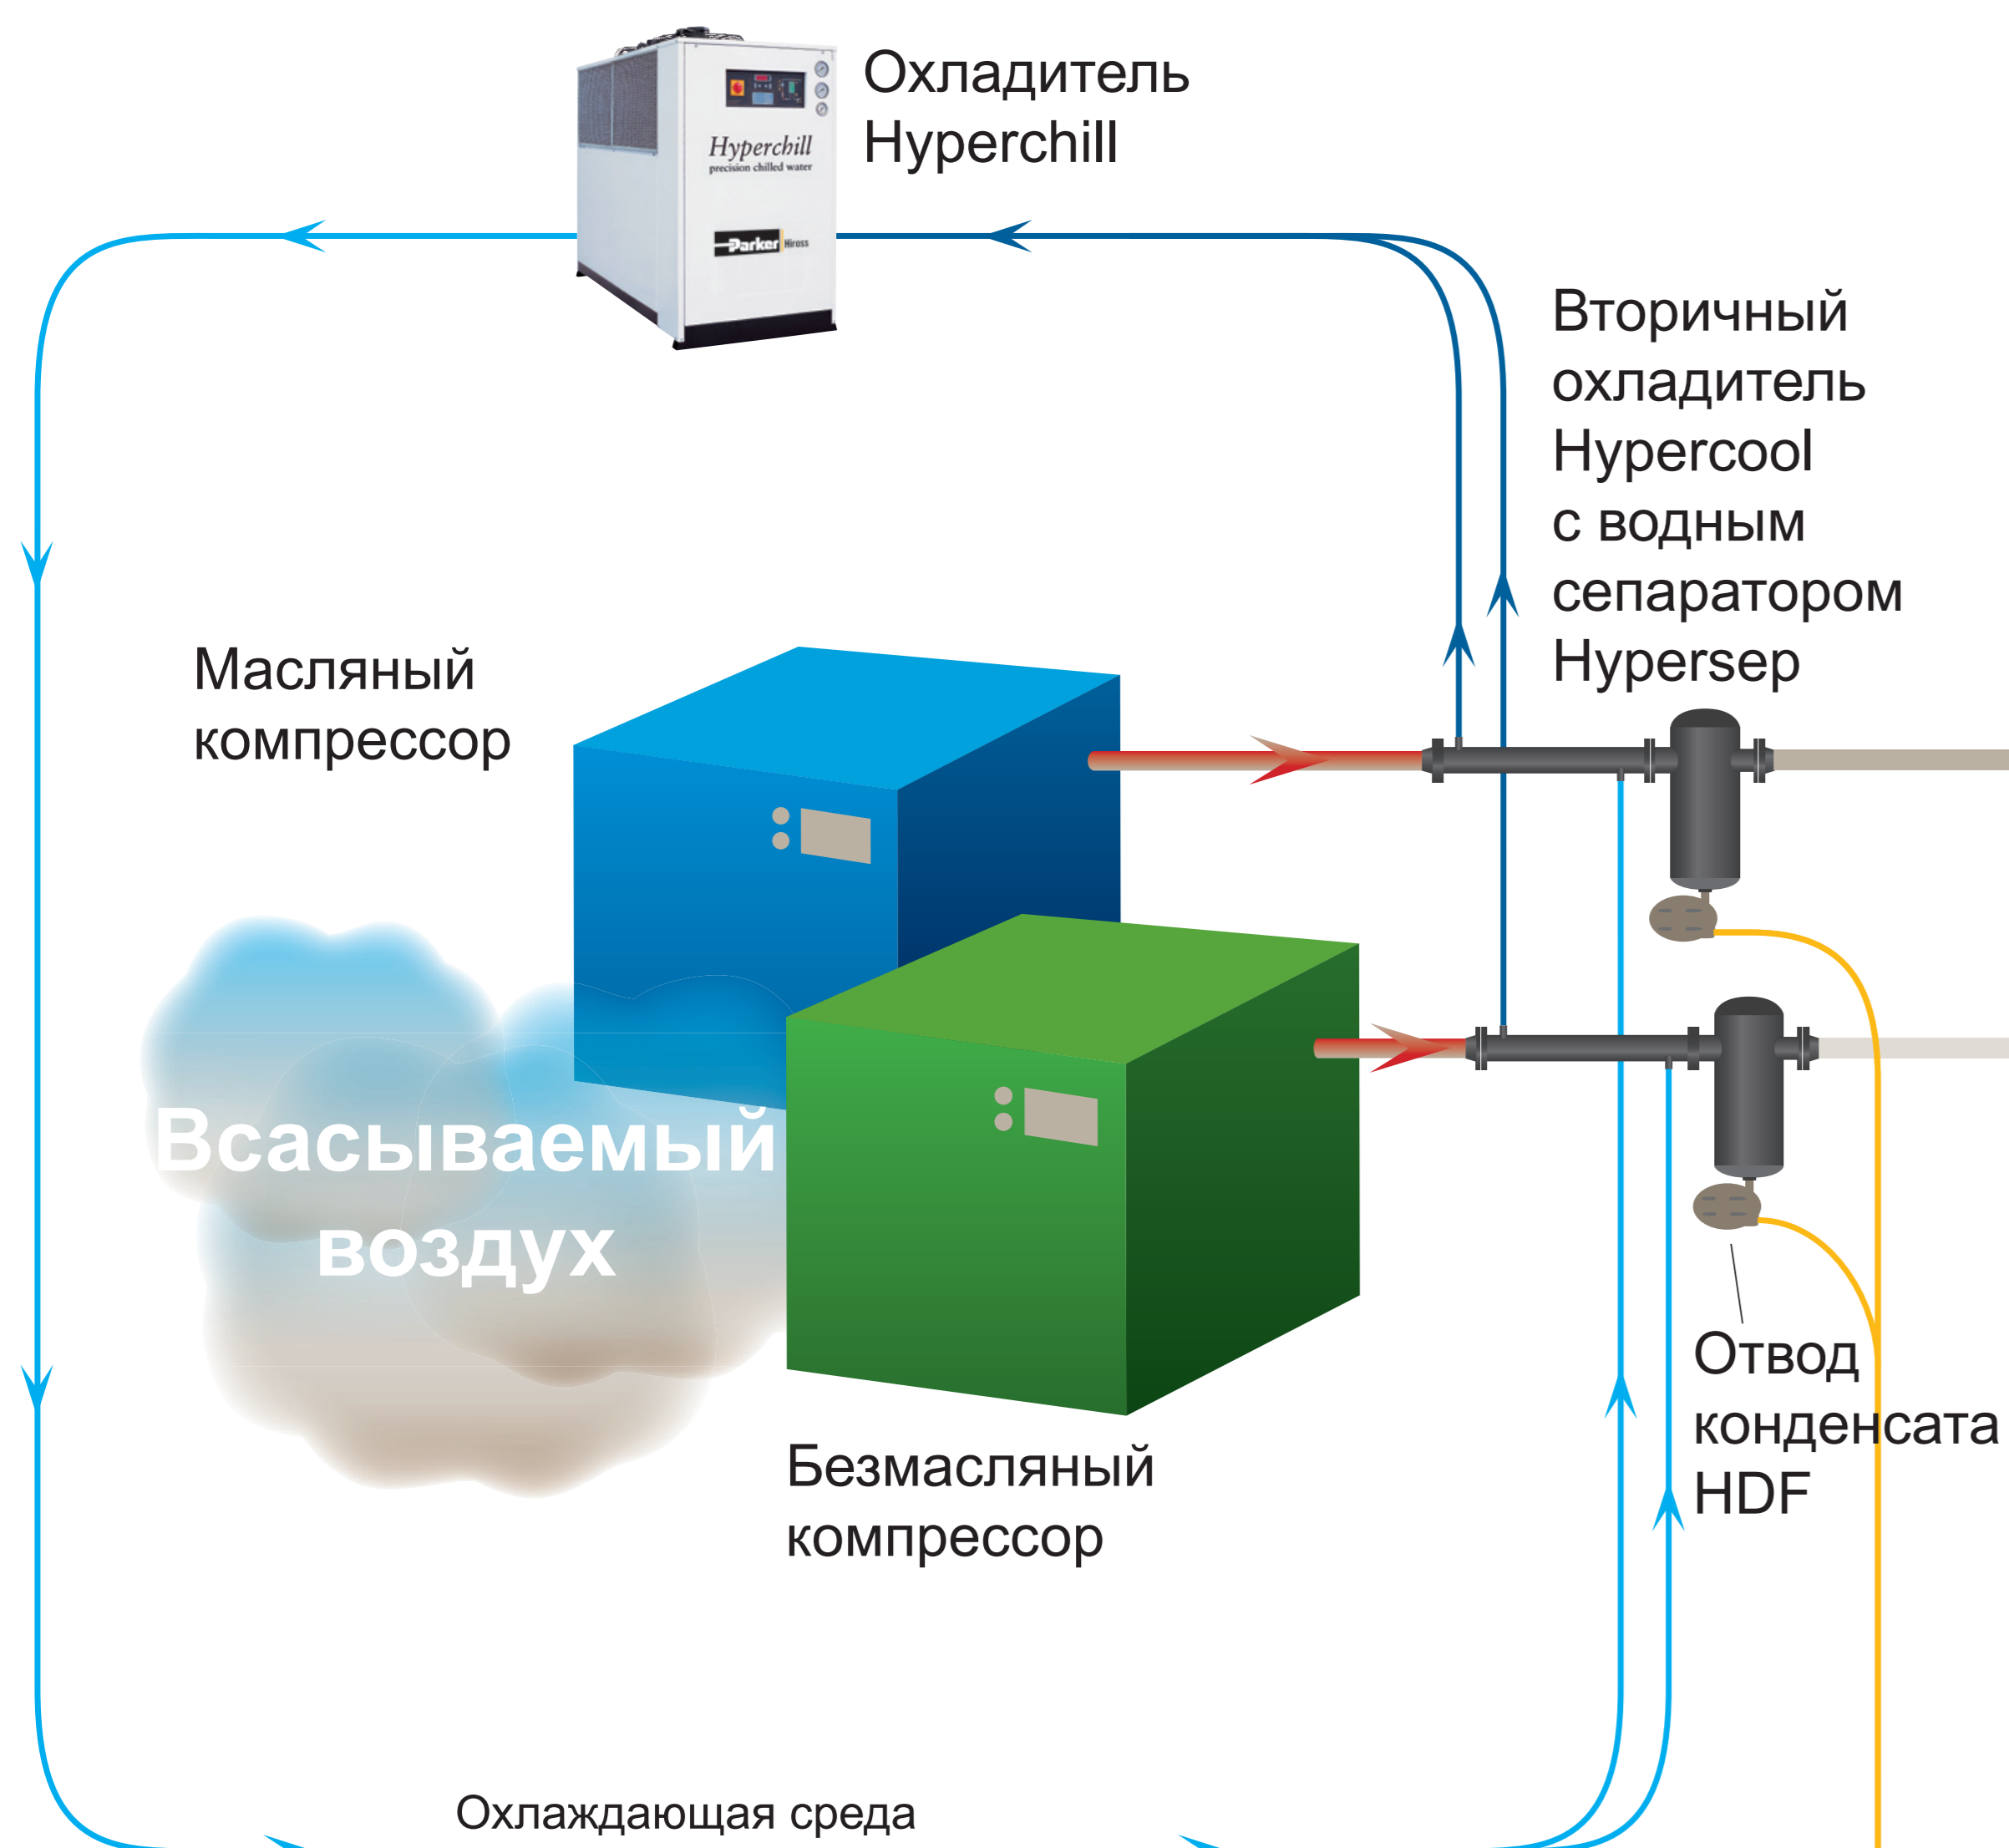 Охладитель
Hyperchill
Hyperchill
precision chilled water
Parker Hiross
Вторичный
охладитель
Hypercool
с водным
сепаратором
Hypersep
Масляный
компрессор
Всасываемый
воздух
Отвод
конденсата
HDF
Безмасляный
компрессор
Охлаждающая среда